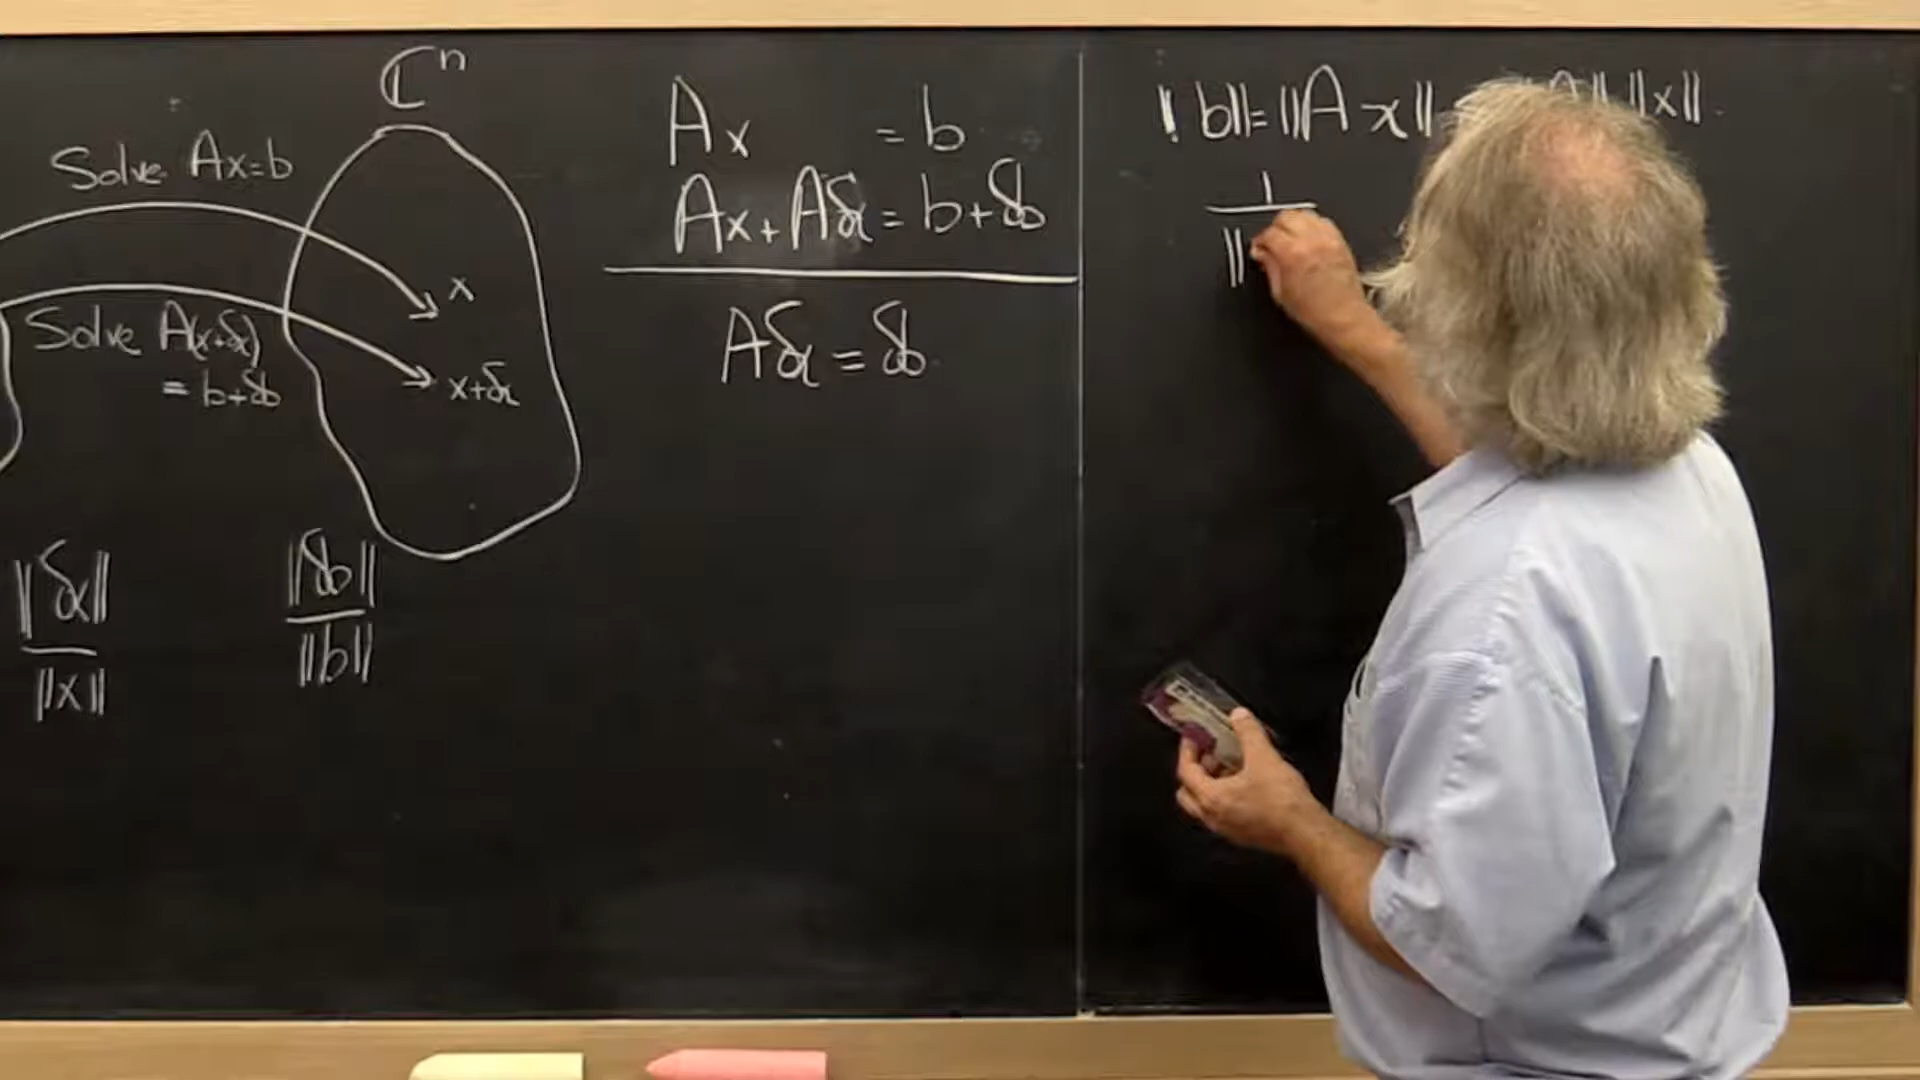 ℂⁿ
Solve Ax=b
x
Solve A(x+δx)
= b+δb
x+δx
‖δx‖
‖x‖
‖δb‖
‖b‖
Ax = b
Ax+Aδx = b+δb
Aδx = δb
‖b‖=‖Ax‖ A‖ ‖x‖
1
‖